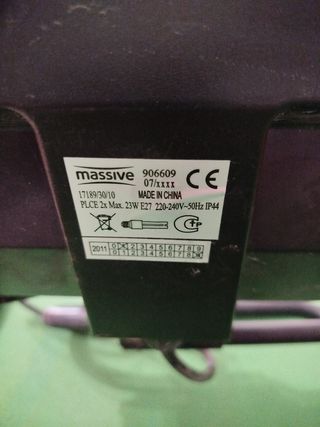 massive
906609
07/xxxx
17189/30/10
MADE IN CHINA
PLCE 2x Max. 23W E27 220-240V~50Hz IP44
CE
2011
0 2 3 4 5 6 7 8 9
0 1 2 3 4 5 6 7 8